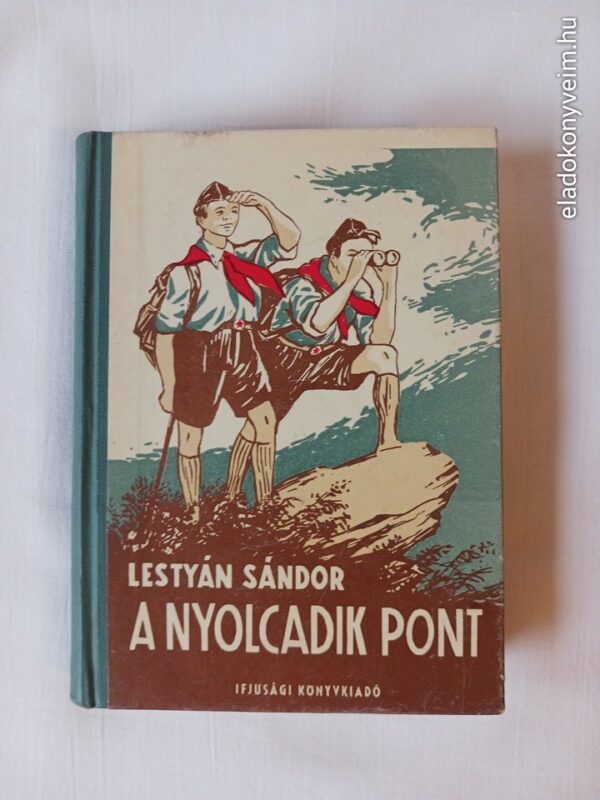 eladokonyveim.hu
LESTYÁN SÁNDOR
A NYOLCADIK PONT
IFJUSÁGI KÖNYVKIADÓ